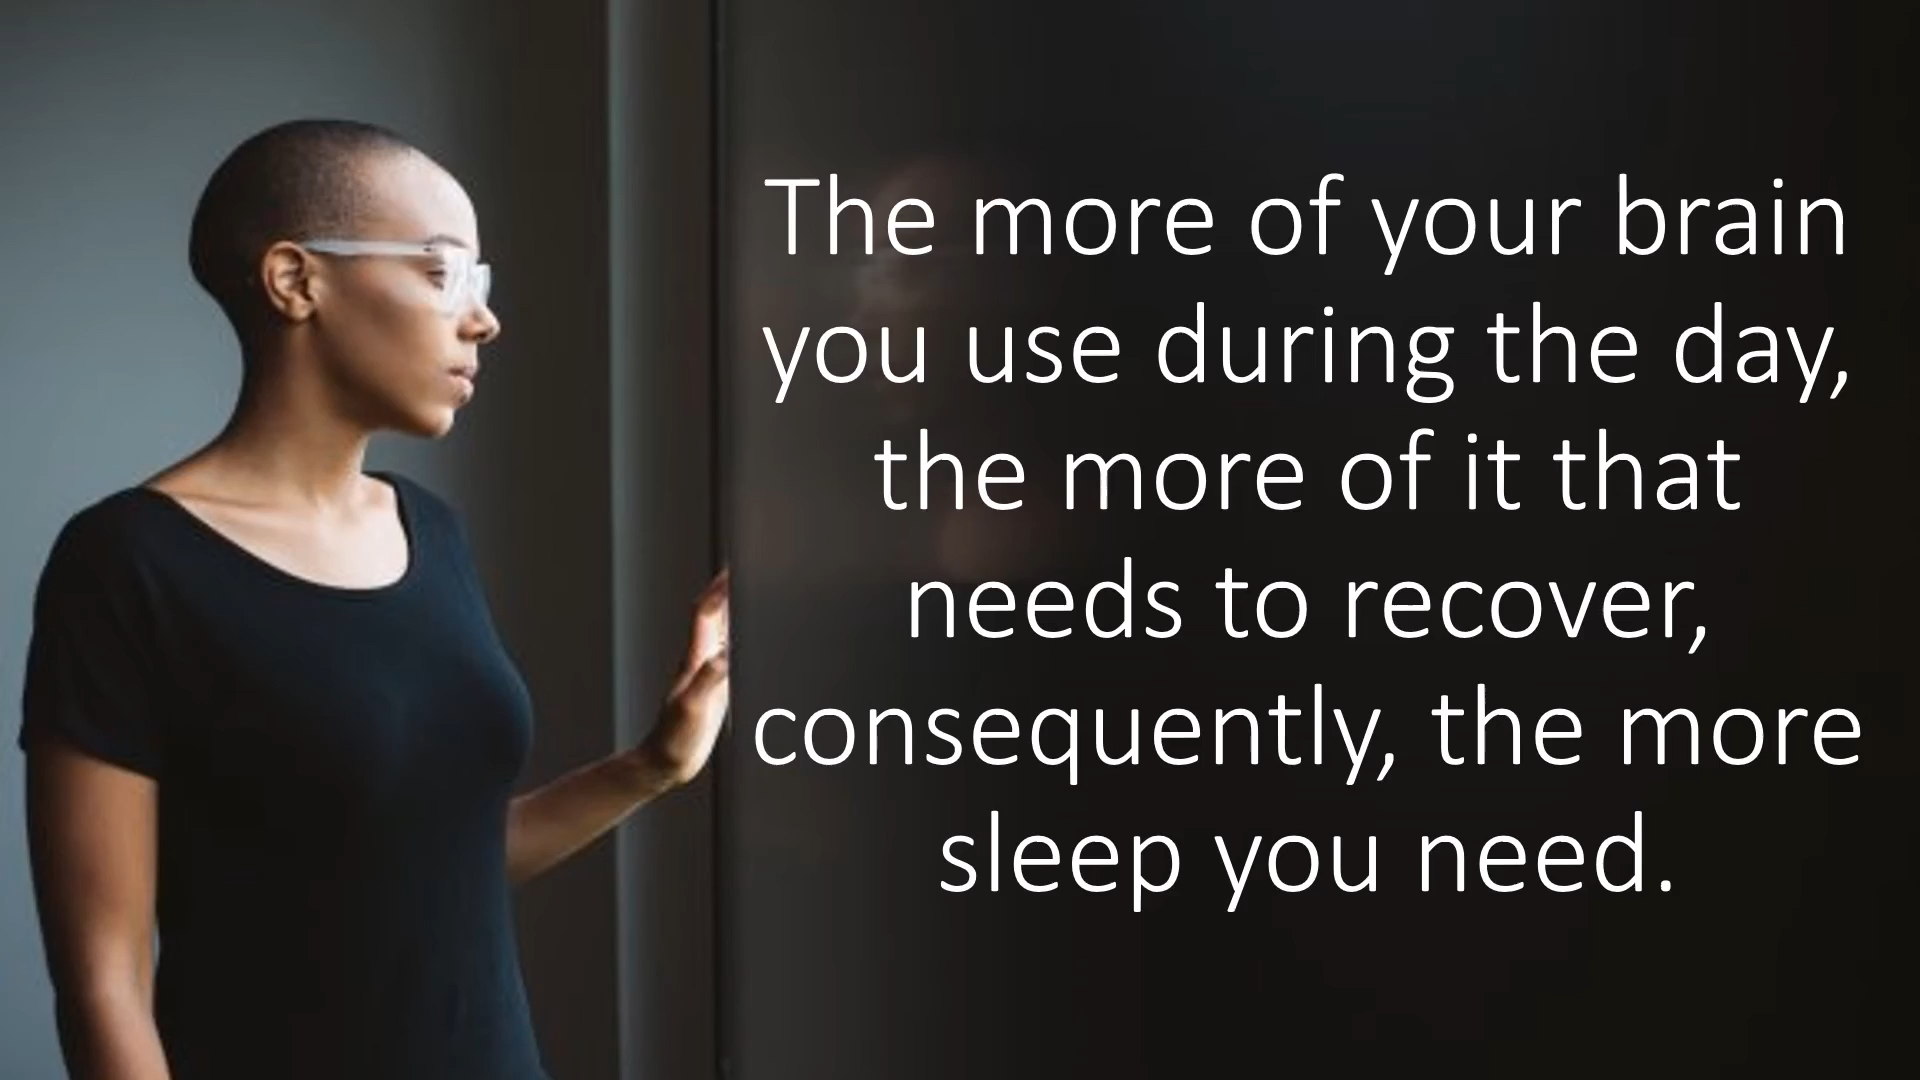 The more of your brain
you use during the day,
the more of it that
needs to recover,
consequently, the more
sleep you need.